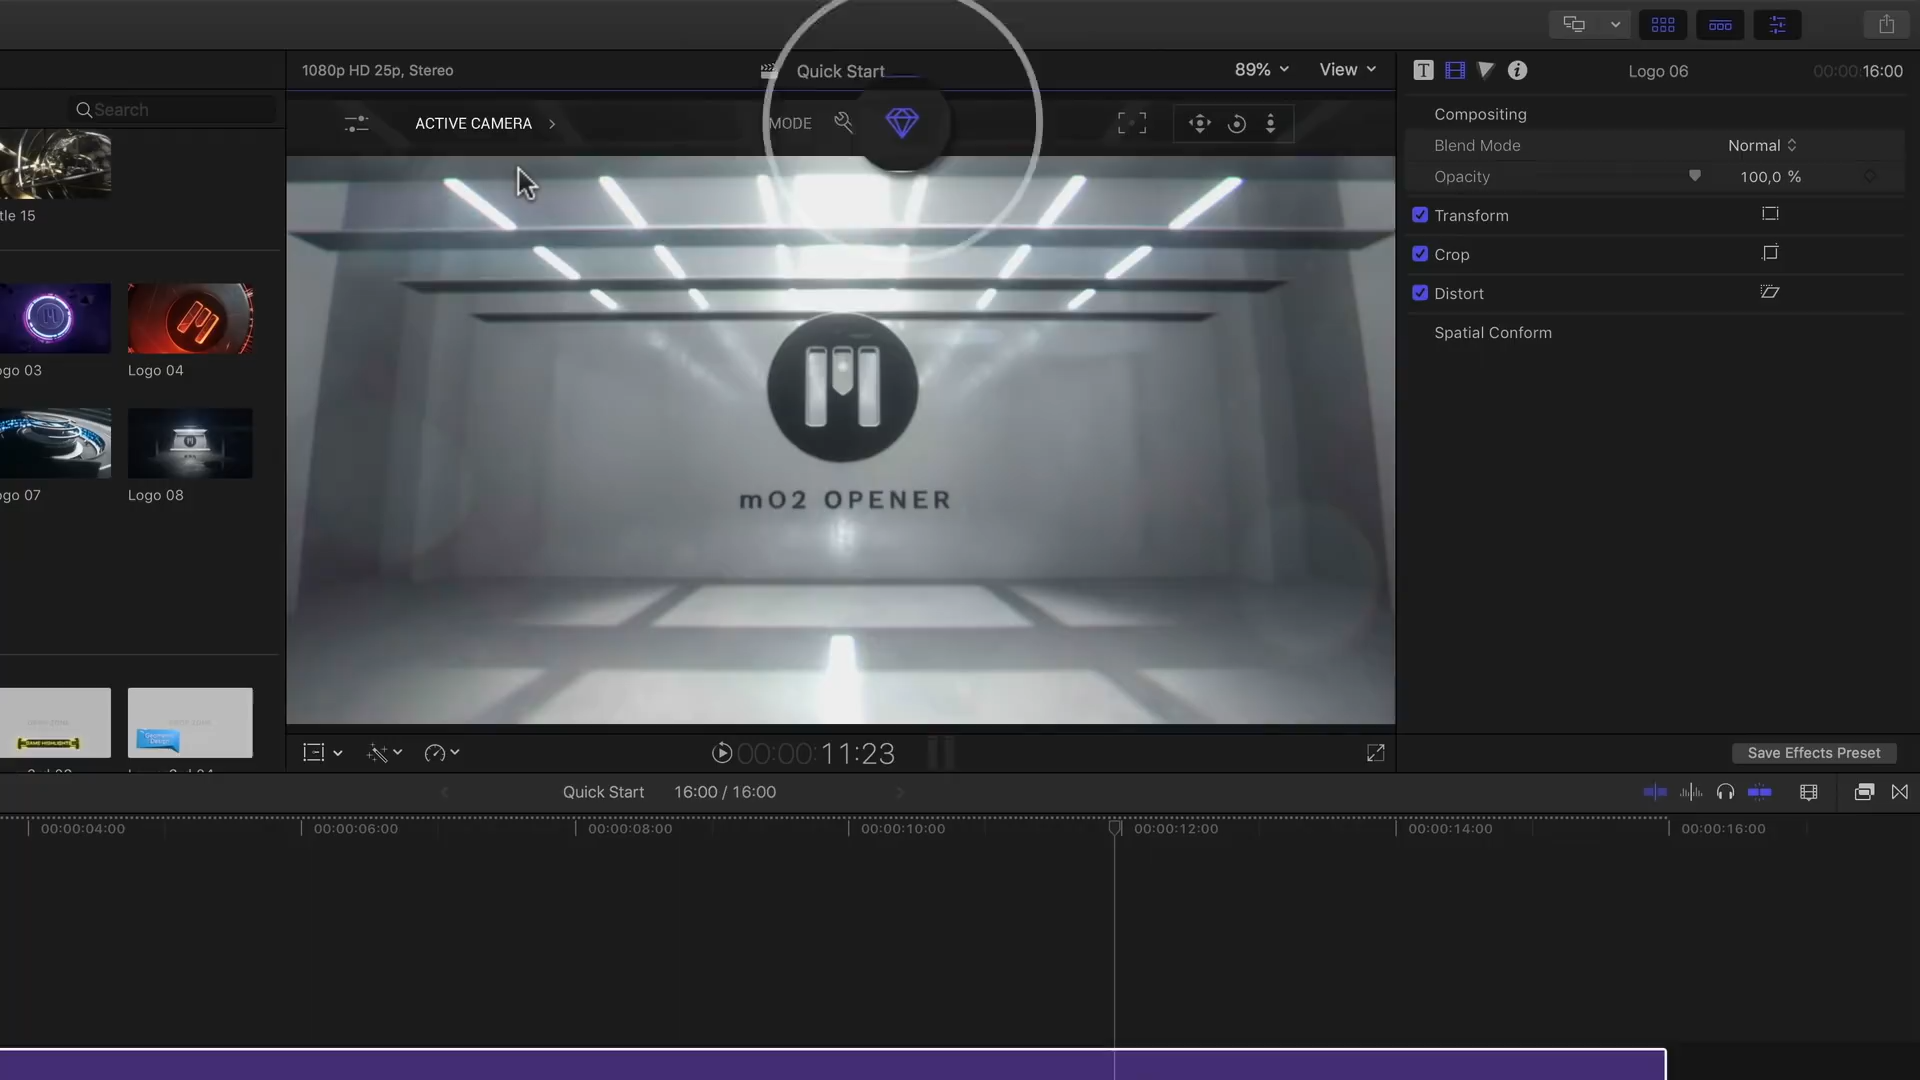 1080p HD 25p, Stereo
Quick Start
89%
View
Logo 06
00:00:16:00
Search
ACTIVE CAMERA
MODE
Compositing
Blend Mode
Normal
Opacity
100,0 %
Transform
Crop
Distort
Spatial Conform
tle 15
go 03
Logo 04
go 07
Logo 08
mO2 OPENER
00:00:11:23
Save Effects Preset
Quick Start
16:00 / 16:00
00:00:04:00
00:00:06:00
00:00:08:00
00:00:10:00
00:00:12:00
00:00:14:00
00:00:16:00